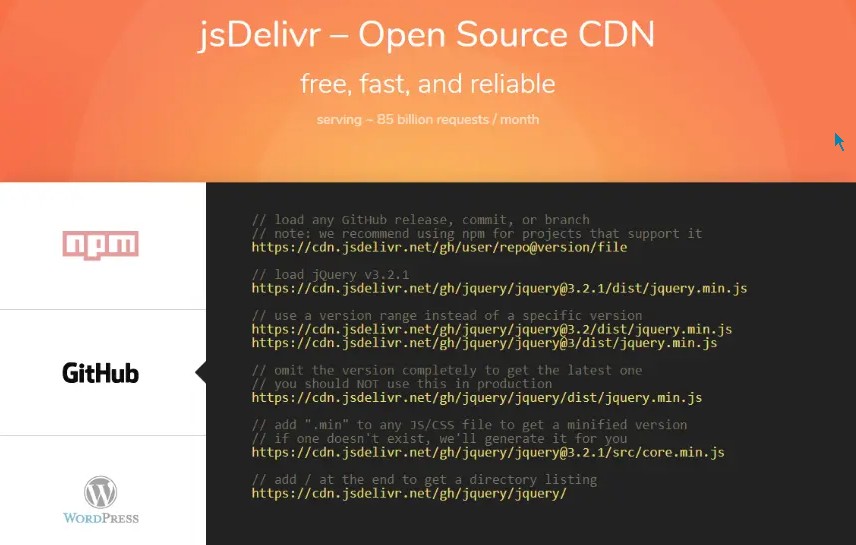 jsDelivr – Open Source CDN
free, fast, and reliable
serving ~ 85 billion requests / month
npm
GitHub
WordPress
// load any GitHub release, commit, or branch
// note: we recommend using npm for projects that support it
https://cdn.jsdelivr.net/gh/user/repo@version/file
// load jQuery v3.2.1
https://cdn.jsdelivr.net/gh/jquery/jquery@3.2.1/dist/jquery.min.js
// use a version range instead of a specific version
https://cdn.jsdelivr.net/gh/jquery/jquery@3.2/dist/jquery.min.js
https://cdn.jsdelivr.net/gh/jquery/jquery@3/dist/jquery.min.js
// omit the version completely to get the latest one
// you should NOT use this in production
https://cdn.jsdelivr.net/gh/jquery/jquery/dist/jquery.min.js
// add ".min" to any JS/CSS file to get a minified version
// if one doesn't exist, we'll generate it for you
https://cdn.jsdelivr.net/gh/jquery/jquery@3.2.1/src/core.min.js
// add / at the end to get a directory listing
https://cdn.jsdelivr.net/gh/jquery/jquery/